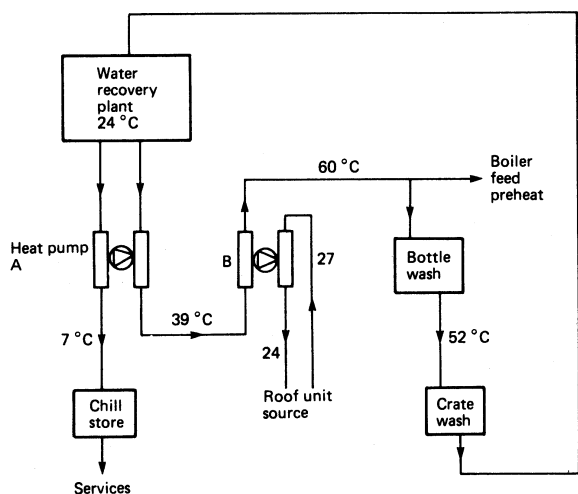 Water
recovery
plant
24 °C
60 °C
Boiler
feed
preheat
Heat pump
A
B
27
Bottle
wash
39 °C
7 °C
24
52 °C
Roof unit
source
Chill
store
Crate
wash
Services